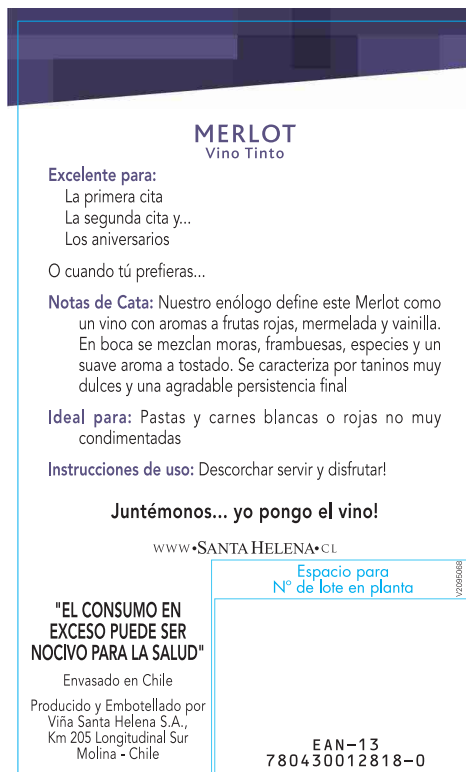 MERLOT
Vino Tinto
Excelente para:
La primera cita
La segunda cita y...
Los aniversarios
O cuando tú prefieras...
Notas de Cata: Nuestro enólogo define este Merlot como
un vino con aromas a frutas rojas, mermelada y vainilla.
En boca se mezclan moras, frambuesas, especies y un
suave aroma a tostado. Se caracteriza por taninos muy
dulces y una agradable persistencia final
Ideal para: Pastas y carnes blancas o rojas no muy
condimentadas
Instrucciones de uso: Descorchar servir y disfrutar!
Juntémonos... yo pongo el vino!
WWW•SANTA HELENA•CL
Espacio para
N° de lote en planta
V2095068
"EL CONSUMO EN
EXCESO PUEDE SER
NOCIVO PARA LA SALUD"
Envasado en Chile
Producido y Embotellado por
Viña Santa Helena S.A.,
Km 205 Longitudinal Sur
Molina - Chile
EAN-13
780430012818-0